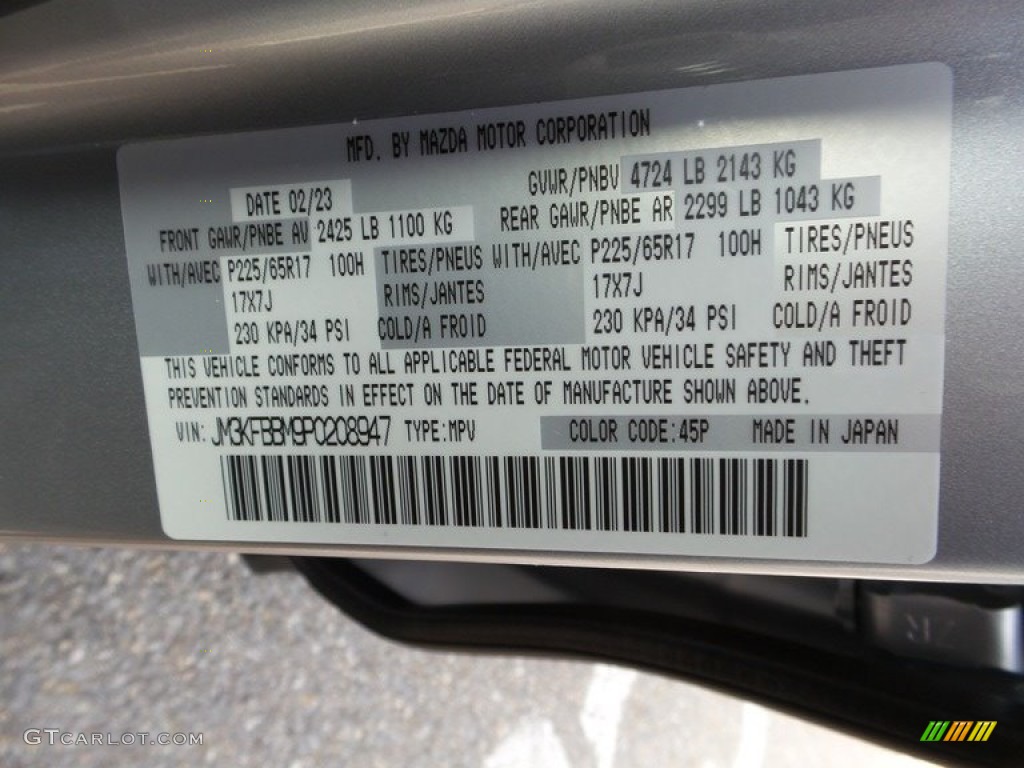 MFD. BY MAZDA MOTOR CORPORATION
DATE 02/23 GVWR/PNBV 4724 LB 2143 KG
FRONT GAWR/PNBE AV 2425 LB 1100 KG REAR GAWR/PNBE AR 2299 LB 1043 KG
WITH/AVEC P225/65R17 100H TIRES/PNEUS WITH/AVEC P225/65R17 100H TIRES/PNEUS
17X7J RIMS/JANTES 17X7J RIMS/JANTES
230 KPA/34 PSI COLD/A FROID 230 KPA/34 PSI COLD/A FROID
THIS VEHICLE CONFORMS TO ALL APPLICABLE FEDERAL MOTOR VEHICLE SAFETY AND THEFT
PREVENTION STANDARDS IN EFFECT ON THE DATE OF MANUFACTURE SHOWN ABOVE.
VIN: JM3KFBBM9P0208947 TYPE:MPV COLOR CODE:45P MADE IN JAPAN
GTCARLOT.COM